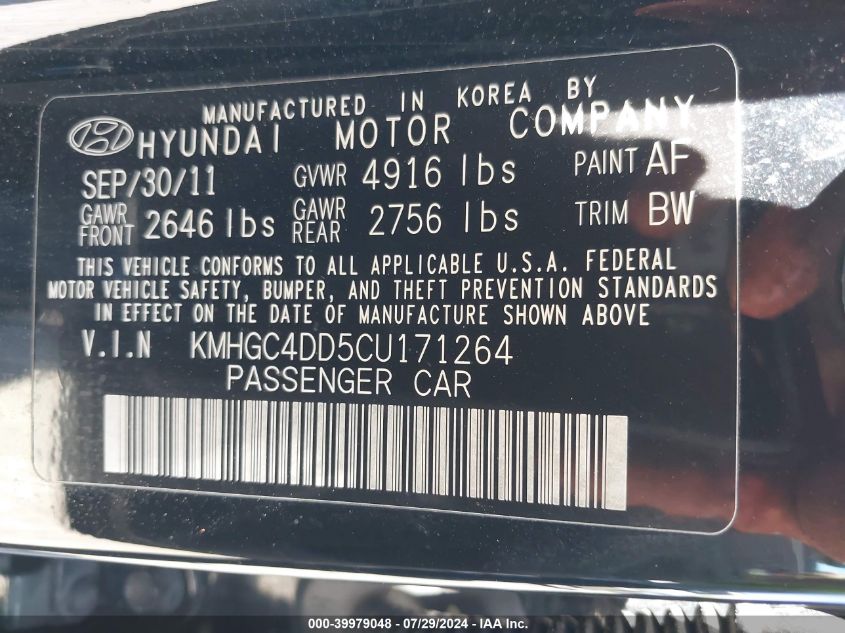 MANUFACTURED IN KOREA BY
HYUNDAI MOTOR COMPANY
SEP/30/11 GVWR 4916 lbs PAINT AF
GAWR FRONT 2646 lbs GAWR REAR 2756 lbs TRIM BW
THIS VEHICLE CONFORMS TO ALL APPLICABLE U.S.A. FEDERAL
MOTOR VEHICLE SAFETY, BUMPER, AND THEFT PREVENTION STANDARDS
IN EFFECT ON THE DATE OF MANUFACTURE SHOWN ABOVE
V.I.N KMHGC4DD5CU171264
PASSENGER CAR
000-39979048 - 07/29/2024 - IAA Inc.